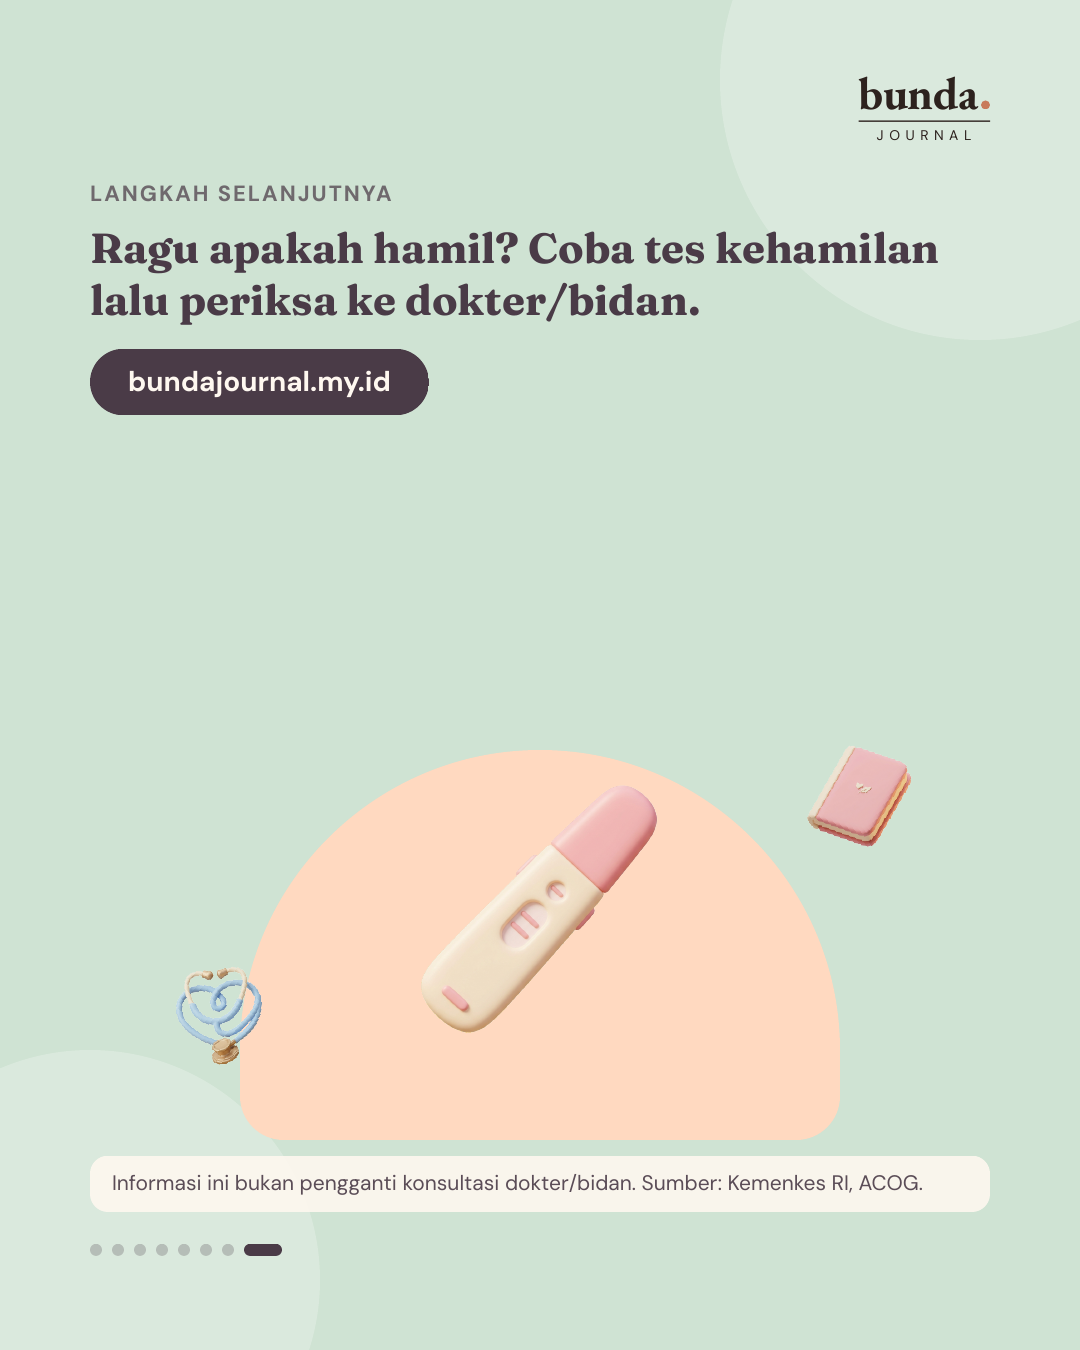 bunda.
JOURNAL
LANGKAH SELANJUTNYA
Ragu apakah hamil? Coba tes kehamilan
lalu periksa ke dokter/bidan.
bundajournal.my.id
Informasi ini bukan pengganti konsultasi dokter/bidan. Sumber: Kemenkes RI, ACOG.